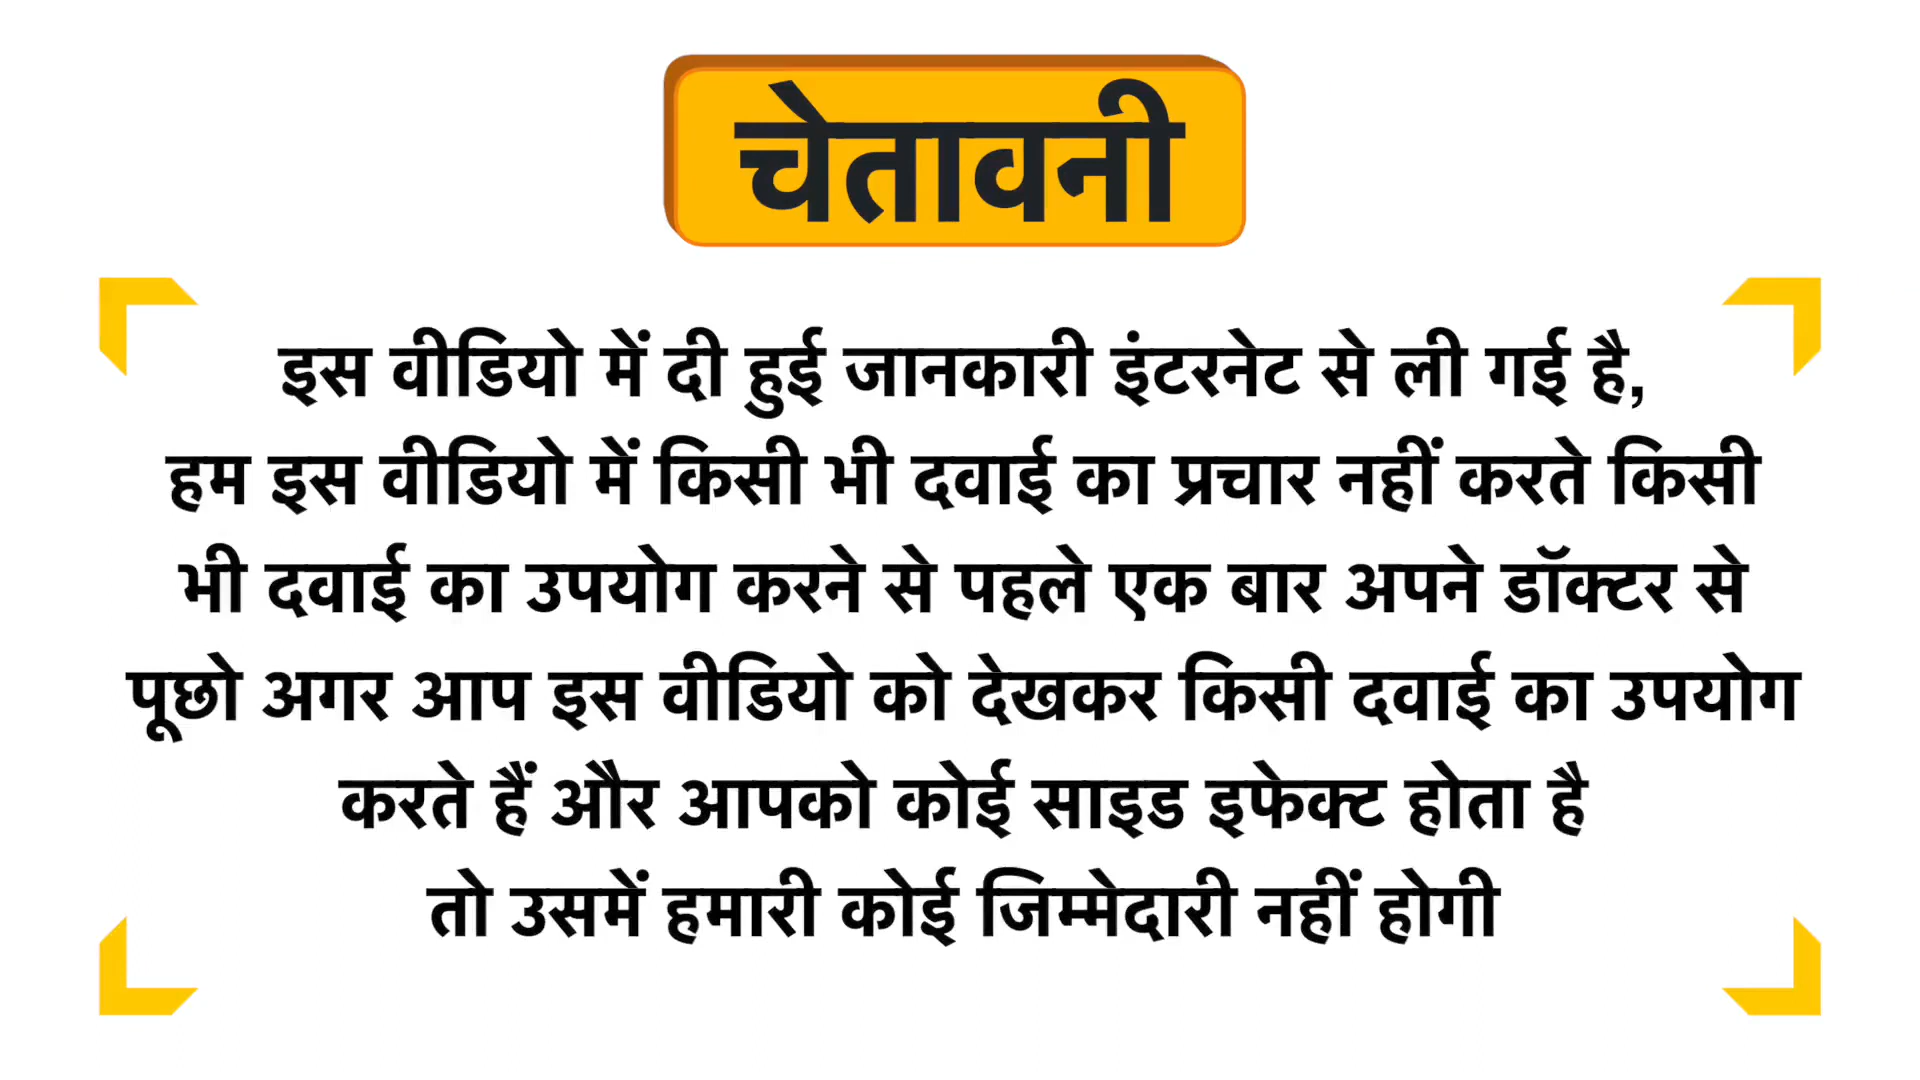 चेतावनी
इस वीडियो में दी हुई जानकारी इंटरनेट से ली गई है,
हम इस वीडियो में किसी भी दवाई का प्रचार नहीं करते किसी
भी दवाई का उपयोग करने से पहले एक बार अपने डॉक्टर से
पूछो अगर आप इस वीडियो को देखकर किसी दवाई का उपयोग
करते हैं और आपको कोई साइड इफेक्ट होता है
तो उसमें हमारी कोई जिम्मेदारी नहीं होगी